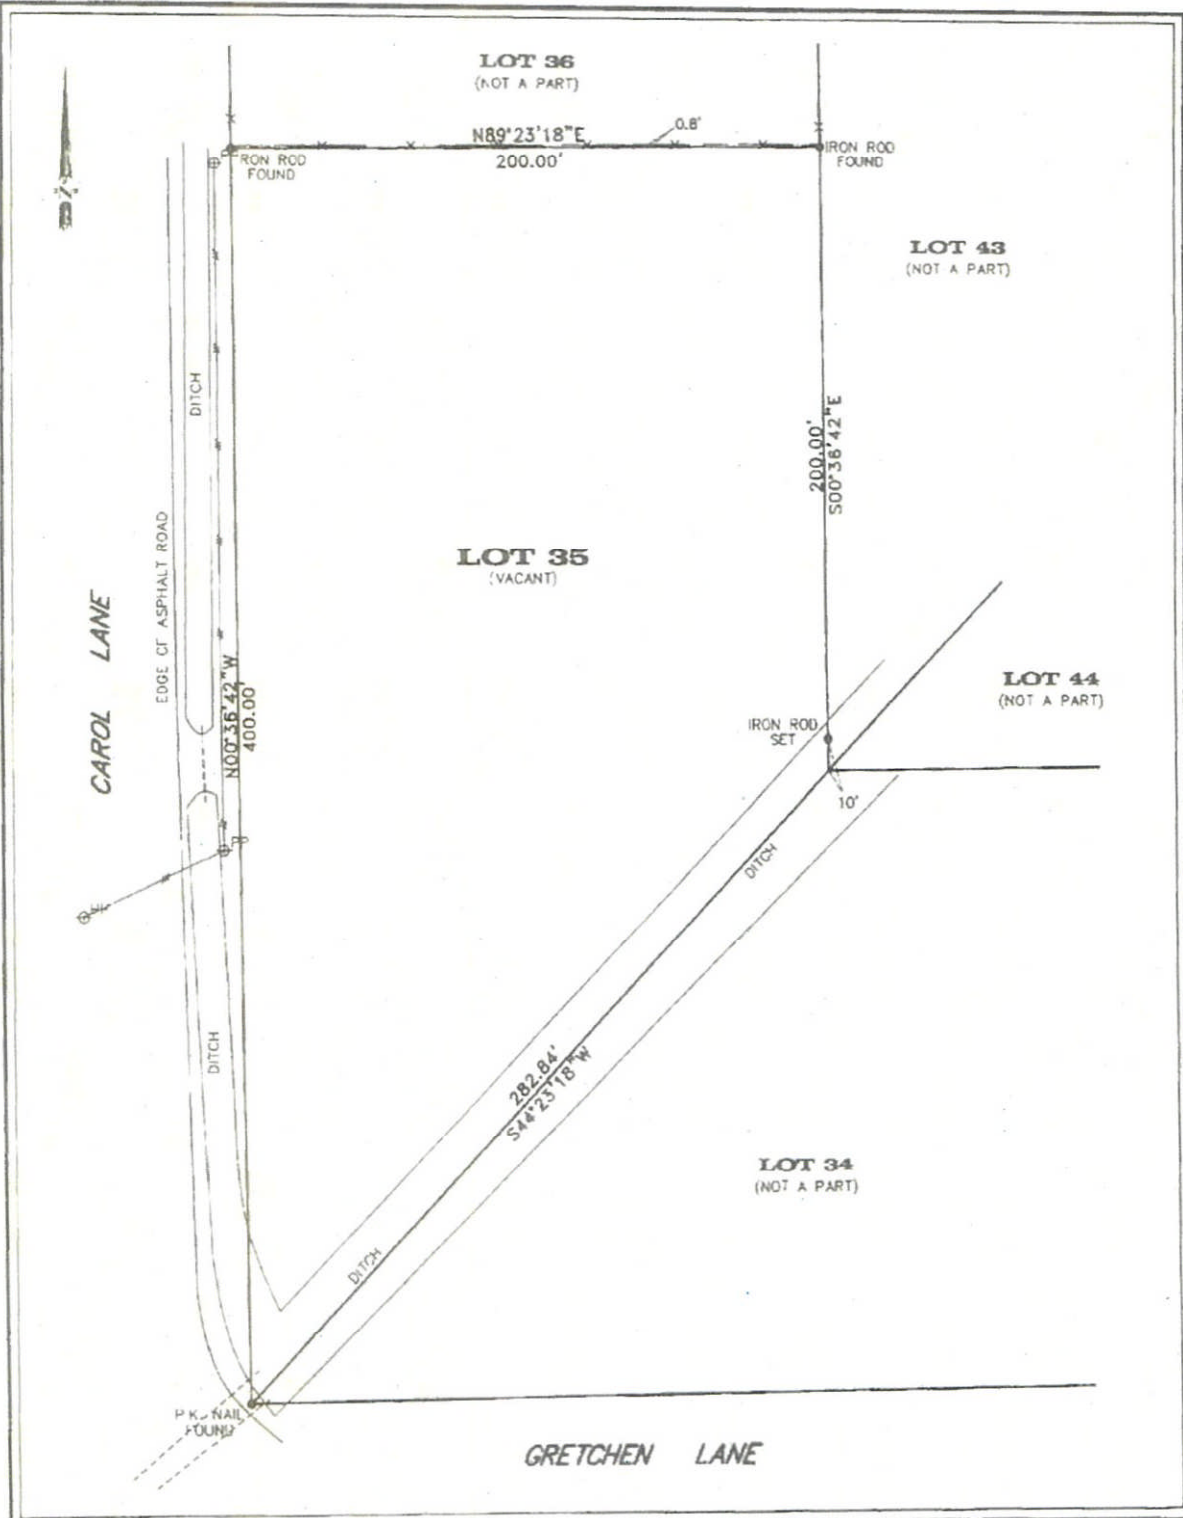 LOT 36
(NOT A PART)
N89°23'18"E
0.8'
200.00'
IRON ROD
FOUND
IRON ROD
FOUND
LOT 43
(NOT A PART)
DITCH
200.00'
S00°36'42"E
EDGE OF ASPHALT ROAD
LOT 35
(VACANT)
CAROL LANE
N00°36'42"W
400.00'
LOT 44
(NOT A PART)
IRON ROD
SET
10'
DITCH
DITCH
282.84'
S44°23'18"W
LOT 34
(NOT A PART)
DITCH
P.K. NAIL
FOUND
GRETCHEN LANE